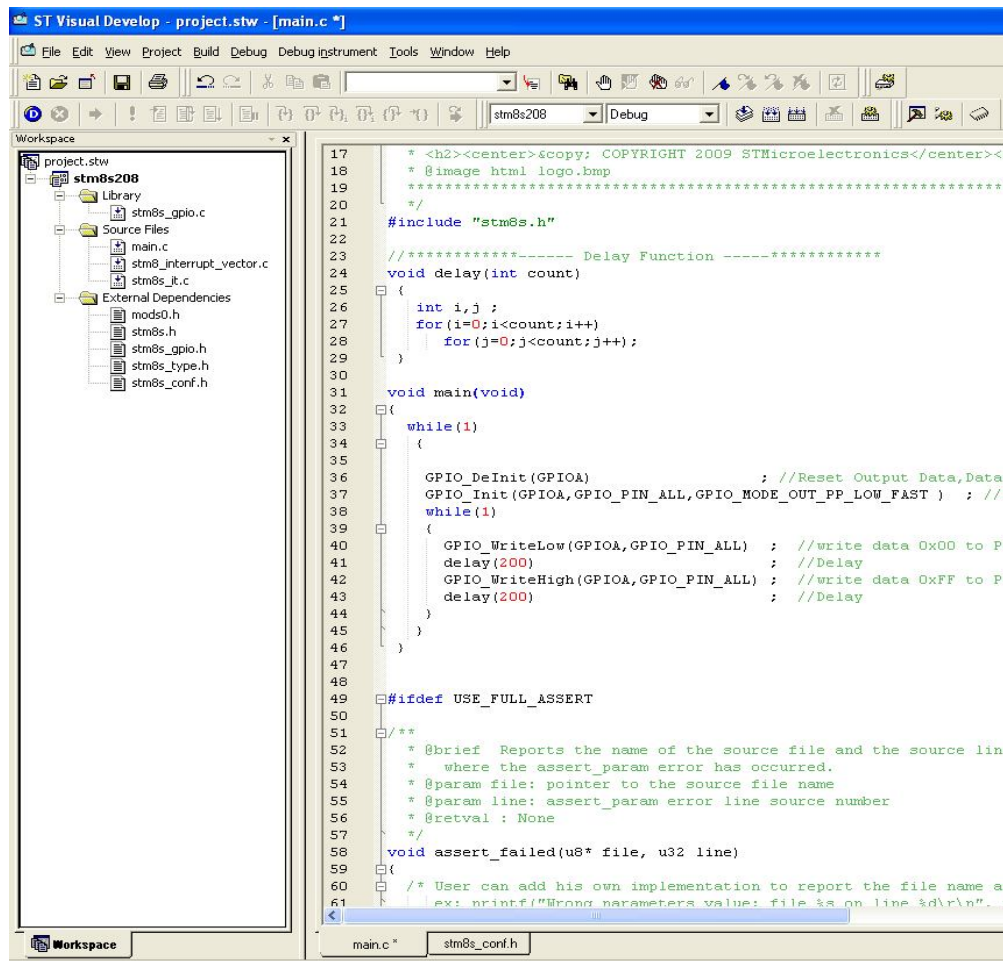 ST Visual Develop - project.stw - [main.c *]
File Edit View Project Build Debug Debug instrument Tools Window Help
stm8s208 Debug
Workspace
project.stw
stm8s208
Library
stm8s_gpio.c
Source Files
main.c
stm8_interrupt_vector.c
stm8s_it.c
External Dependencies
mods0.h
stm8s.h
stm8s_gpio.h
stm8s_type.h
stm8s_conf.h
Workspace
17 * <h2><center>&copy; COPYRIGHT 2009 STMicroelectronics</center><
18 * @image html logo.bmp
19 ******************************************************************
20 */
21 #include "stm8s.h"
22
23 //************------ Delay Function -----************
24 void delay(int count)
25 {
26 int i,j ;
27 for(i=0;i<count;i++)
28 for(j=0;j<count;j++);
29 }
30
31 void main(void)
32 {
33 while(1)
34 {
35
36 GPIO_DeInit(GPIOA) ; //Reset Output Data,Data
37 GPIO_Init(GPIOA,GPIO_PIN_ALL,GPIO_MODE_OUT_PP_LOW_FAST ) ; //
38 while(1)
39 {
40 GPIO_WriteLow(GPIOA,GPIO_PIN_ALL) ; //write data 0x00 to P
41 delay(200) ; //Delay
42 GPIO_WriteHigh(GPIOA,GPIO_PIN_ALL) ; //write data 0xFF to P
43 delay(200) ; //Delay
44 }
45 }
46 }
47
48
49 #ifdef USE_FULL_ASSERT
50
51 /**
52 * @brief Reports the name of the source file and the source lin
53 * where the assert_param error has occurred.
54 * @param file: pointer to the source file name
55 * @param line: assert_param error line source number
56 * @retval : None
57 */
58 void assert_failed(u8* file, u32 line)
59 {
60 /* User can add his own implementation to report the file name a
61 ex: printf("Wrong parameters value: file %s on line %d\r\n",
main.c * stm8s_conf.h